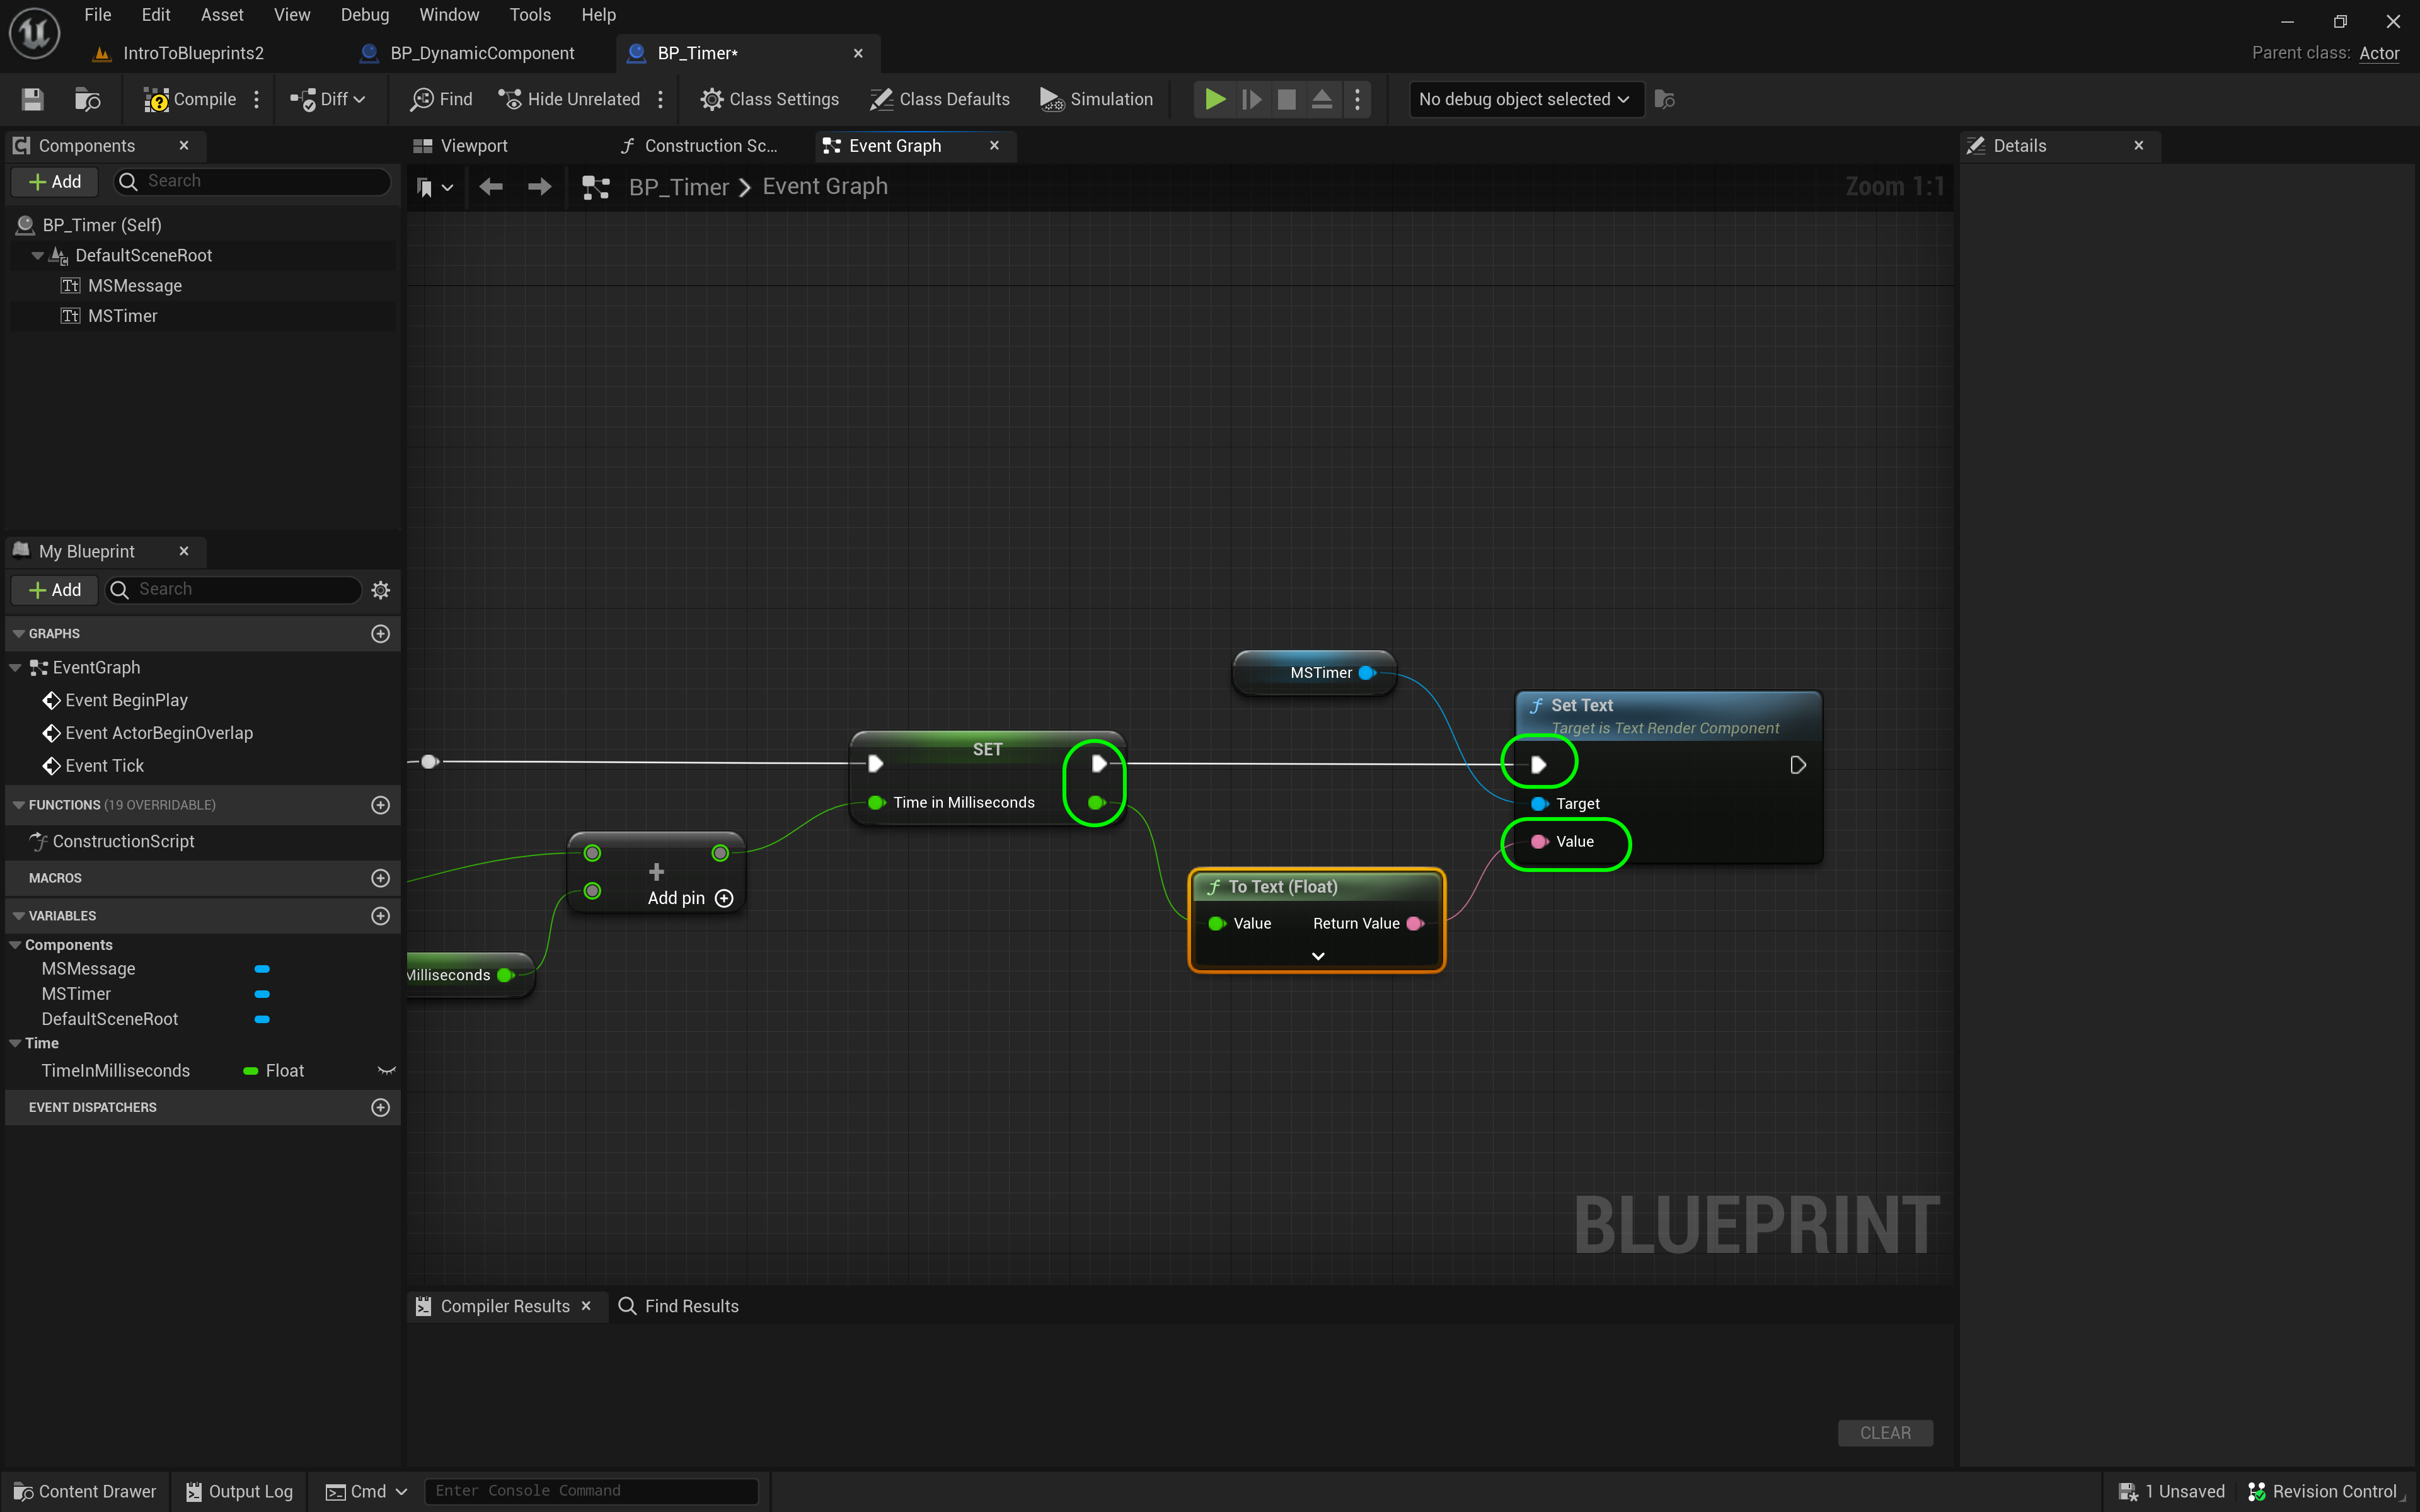 File Edit Asset View Debug Window Tools Help
IntroToBlueprints2 BP_DynamicComponent BP_Timer* Parent class: Actor
Compile Diff Find Hide Unrelated Class Settings Class Defaults Simulation No debug object selected
Components Viewport Construction Sc... Event Graph Details
Add Search BP_Timer Event Graph Zoom 1:1
BP_Timer (Self)
DefaultSceneRoot
MSMessage
MSTimer
My Blueprint
Add Search
GRAPHS
EventGraph
Event BeginPlay
Event ActorBeginOverlap
Event Tick
FUNCTIONS (19 OVERRIDABLE)
ConstructionScript
MACROS
VARIABLES
Components
MSMessage
MSTimer
DefaultSceneRoot
Time
TimeInMilliseconds Float
EVENT DISPATCHERS
MSTimer
Set Text
Target is Text Render Component
Target
Value
SET
Time in Milliseconds
Add pin
Milliseconds
To Text (Float)
Value Return Value
BLUEPRINT
Compiler Results Find Results
CLEAR
Content Drawer Output Log Cmd Enter Console Command 1 Unsaved Revision Control